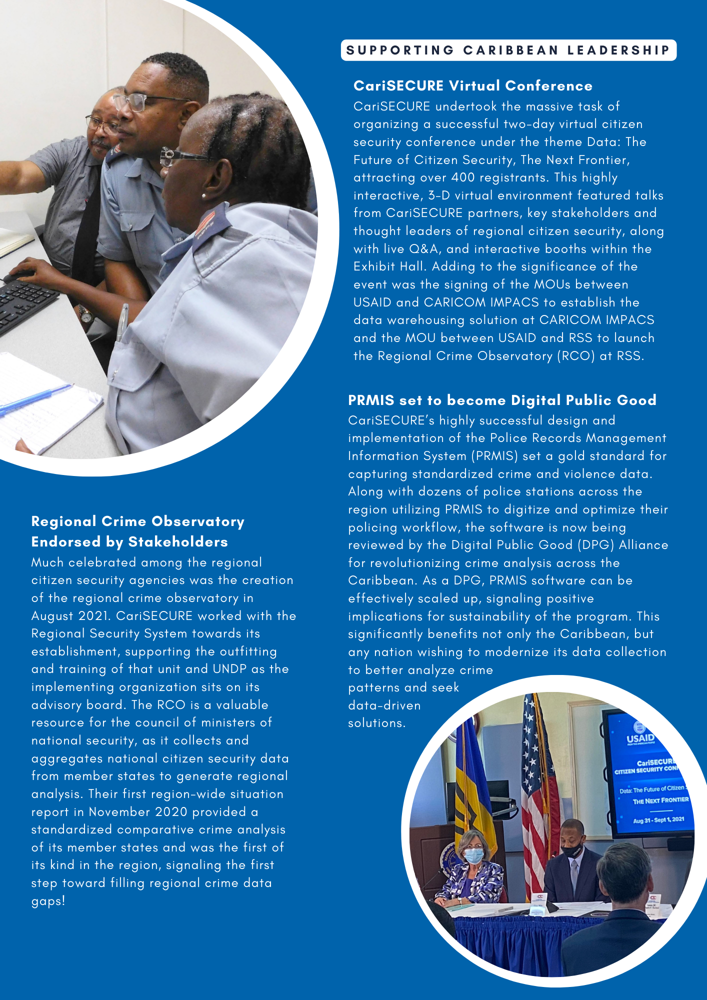 SUPPORTING CARIBBEAN LEADERSHIP
CariSECURE Virtual Conference
CariSECURE undertook the massive task of
organizing a successful two-day virtual citizen
security conference under the theme Data: The
Future of Citizen Security, The Next Frontier,
attracting over 400 registrants. This highly
interactive, 3-D virtual environment featured talks
from CariSECURE partners, key stakeholders and
thought leaders of regional citizen security, along
with live Q&A, and interactive booths within the
Exhibit Hall. Adding to the significance of the
event was the signing of the MOUs between
USAID and CARICOM IMPACS to establish the
data warehousing solution at CARICOM IMPACS
and the MOU between USAID and RSS to launch
the Regional Crime Observatory (RCO) at RSS.
PRMIS set to become Digital Public Good
CariSECURE’s highly successful design and
implementation of the Police Records Management
Information System (PRMIS) set a gold standard for
capturing standardized crime and violence data.
Along with dozens of police stations across the
region utilizing PRMIS to digitize and optimize their
policing workflow, the software is now being
reviewed by the Digital Public Good (DPG) Alliance
for revolutionizing crime analysis across the
Caribbean. As a DPG, PRMIS software can be
effectively scaled up, signaling positive
implications for sustainability of the program. This
significantly benefits not only the Caribbean, but
any nation wishing to modernize its data collection
to better analyze crime
patterns and seek
data-driven
solutions.
Regional Crime Observatory
Endorsed by Stakeholders
Much celebrated among the regional
citizen security agencies was the creation
of the regional crime observatory in
August 2021. CariSECURE worked with the
Regional Security System towards its
establishment, supporting the outfitting
and training of that unit and UNDP as the
implementing organization sits on its
advisory board. The RCO is a valuable
resource for the council of ministers of
national security, as it collects and
aggregates national citizen security data
from member states to generate regional
analysis. Their first region-wide situation
report in November 2020 provided a
standardized comparative crime analysis
of its member states and was the first of
its kind in the region, signaling the first
step toward filling regional crime data
gaps!
USAID
FROM THE AMERICAN PEOPLE
CariSECURE
CITIZEN SECURITY CON
Data: The Future of Citizen
THE NEXT FRONTIER
Aug 31 - Sept 1, 2021
USAID